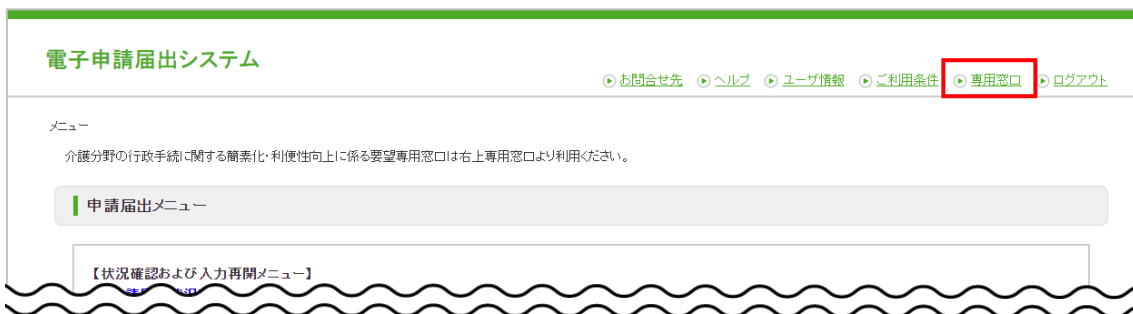 電子申請届出システム
お問合せ先 ヘルプ ユーザ情報 ご利用条件 専用窓口 ログアウト
メニュー
介護分野の行政手続に関する簡素化・利便性向上に係る要望専用窓口は右上専用窓口より利用ください。
申請届出メニュー
【状況確認および入力再開メニュー】